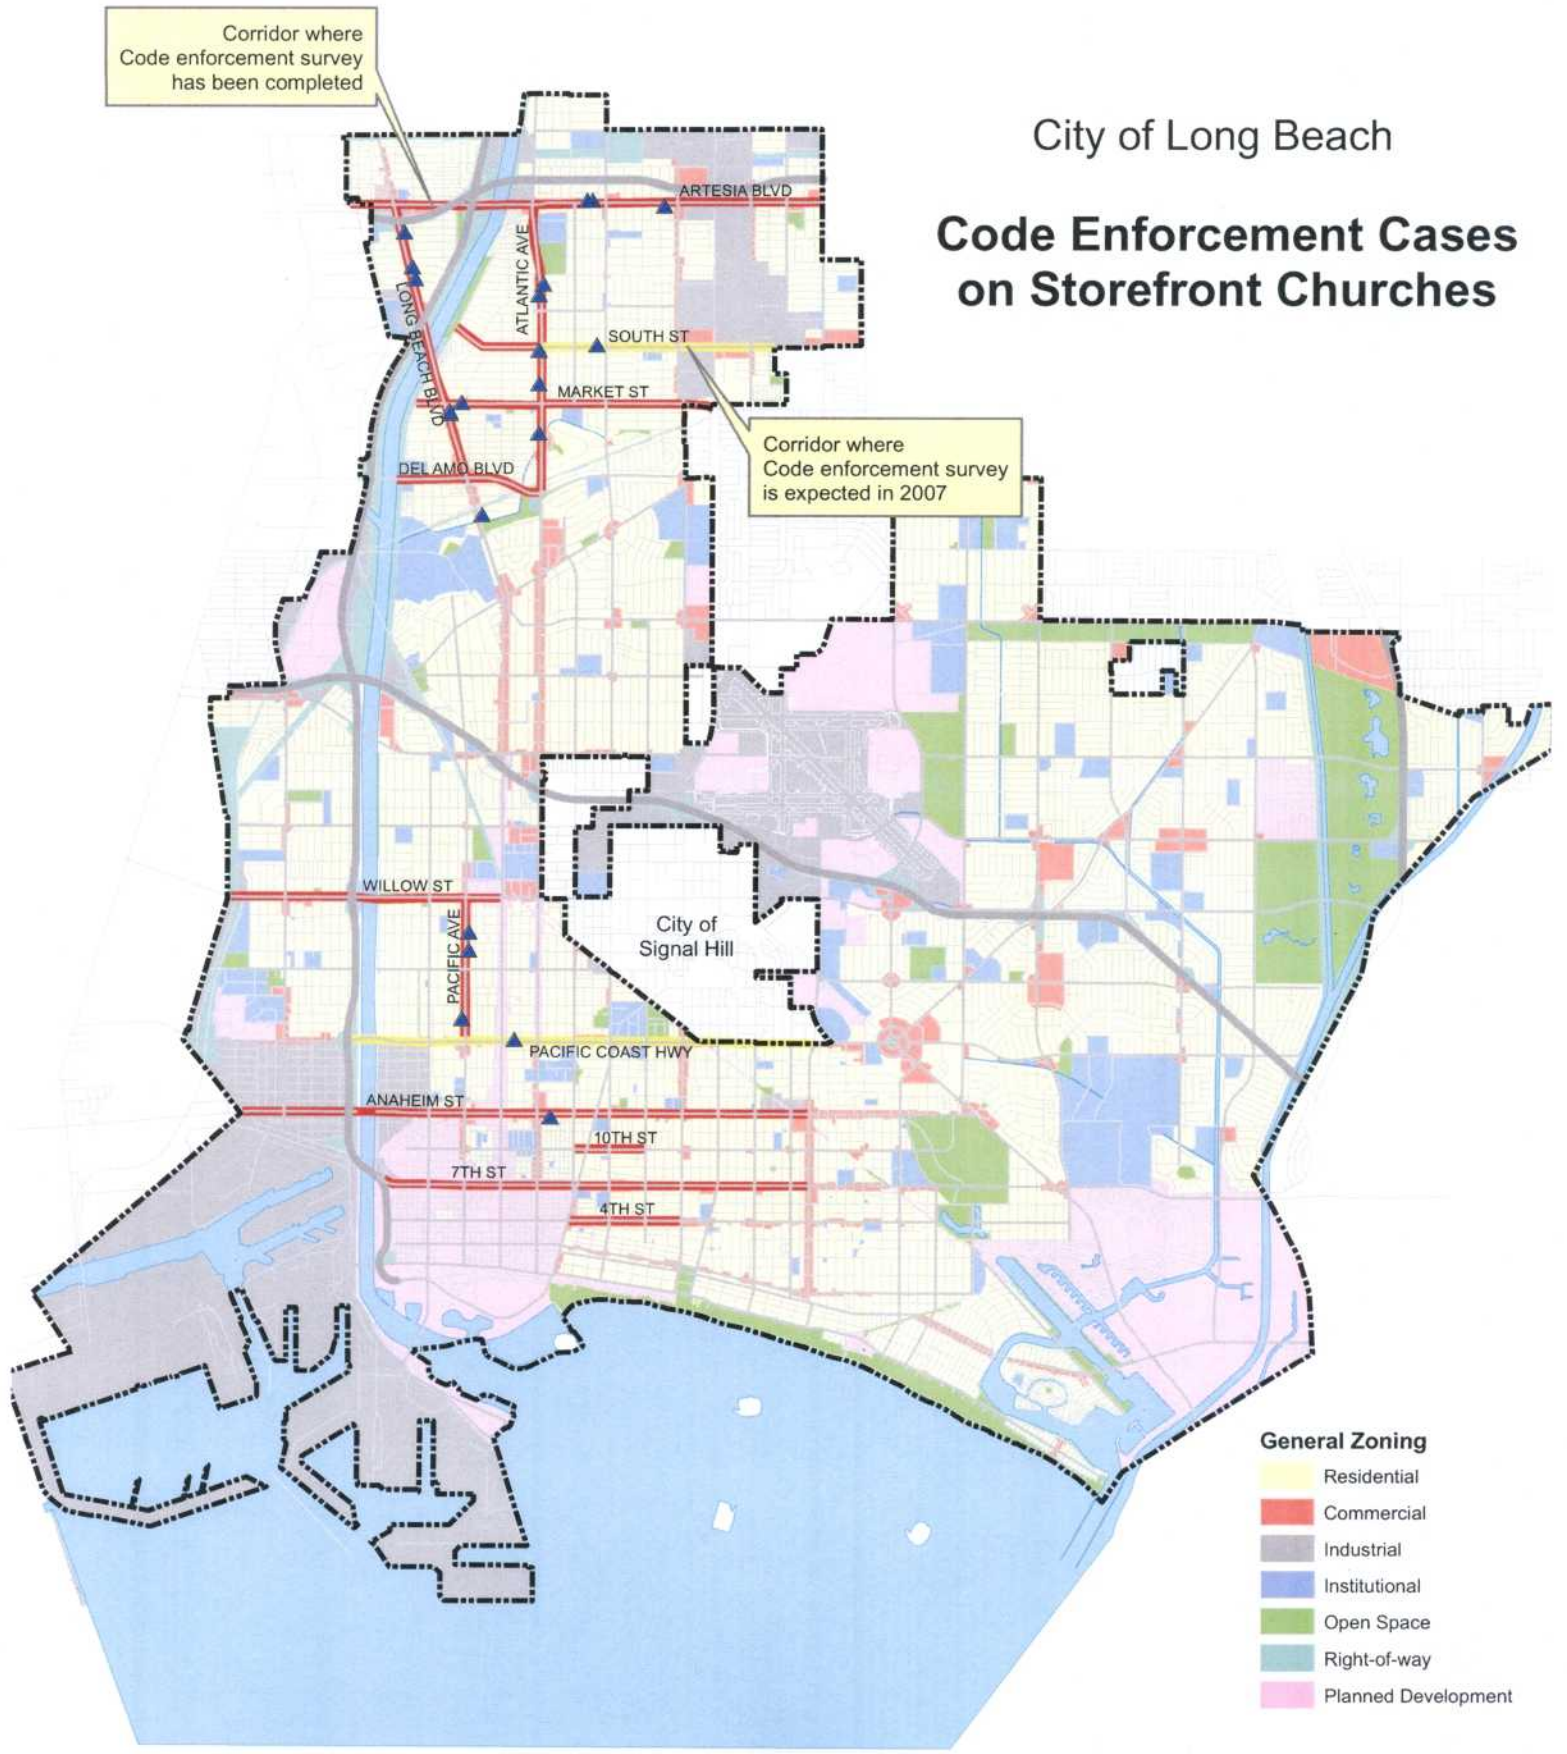 Corridor where
Code enforcement survey
has been completed
City of Long Beach
Code Enforcement Cases
on Storefront Churches
ARTESIA BLVD
ATLANTIC AVE
LONG BEACH BLVD
SOUTH ST
MARKET ST
DEL AMO BLVD
Corridor where
Code enforcement survey
is expected in 2007
WILLOW ST
PACIFIC AVE
City of
Signal Hill
PACIFIC COAST HWY
ANAHEIM ST
10TH ST
7TH ST
4TH ST
General Zoning
Residential
Commercial
Industrial
Institutional
Open Space
Right-of-way
Planned Development